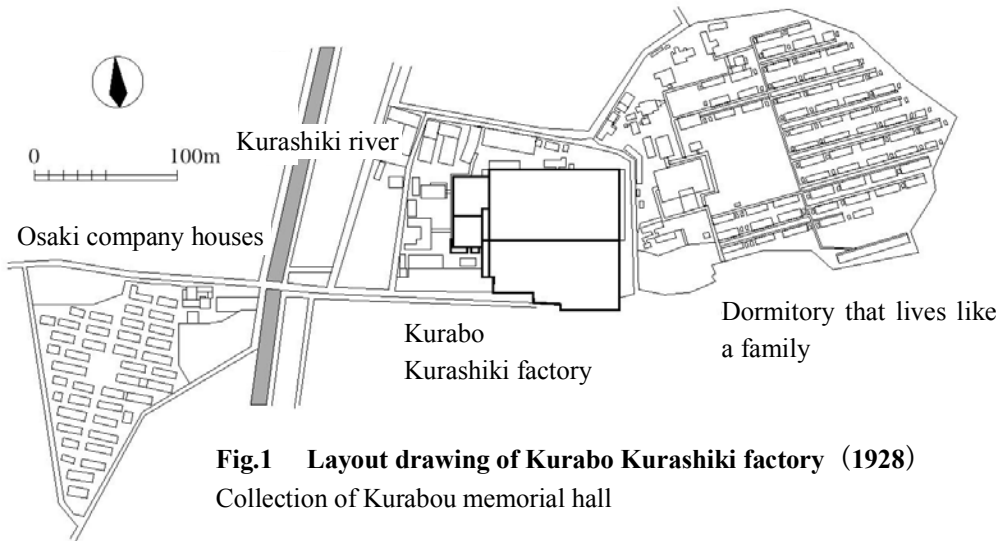 Kurashiki river
0 100m
Osaki company houses
Kurabo
Kurashiki factory
Dormitory that lives like
a family
Fig.1 Layout drawing of Kurabo Kurashiki factory（1928）
Collection of Kurabou memorial hall